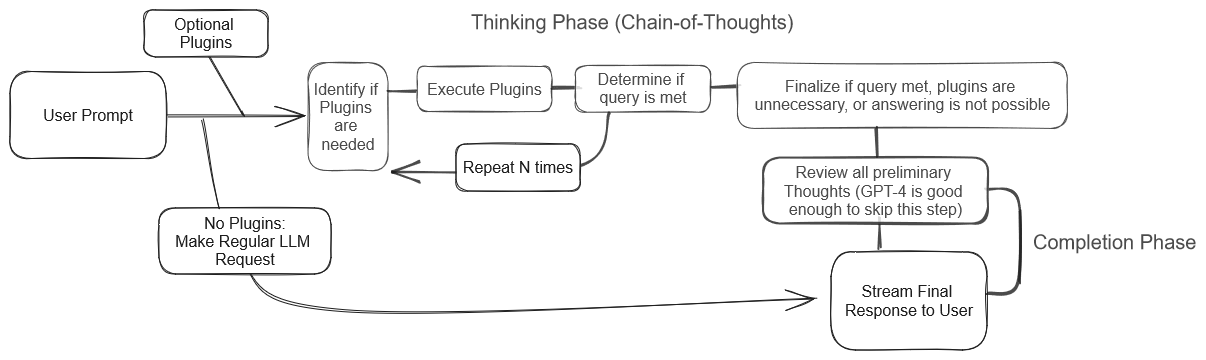 Thinking Phase (Chain-of-Thoughts)
Optional
Plugins
User Prompt
Identify if
Plugins
are
needed
Execute Plugins
Determine if
query is met
Finalize if query met, plugins are
unnecessary, or answering is not possible
Repeat N times
Review all preliminary
Thoughts (GPT-4 is good
enough to skip this step)
No Plugins:
Make Regular LLM
Request
Completion Phase
Stream Final
Response to User